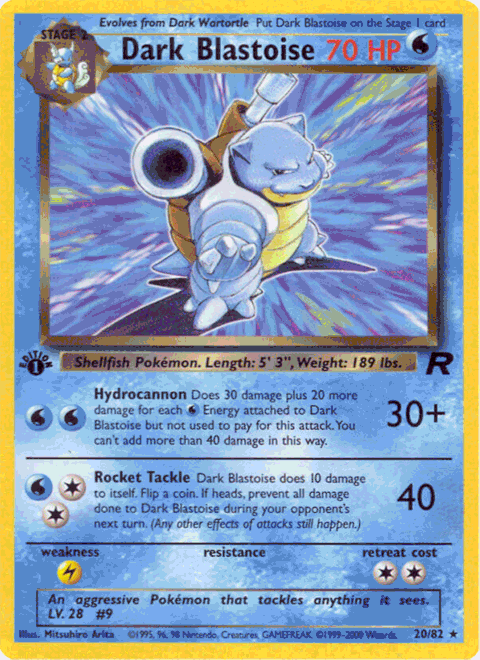 Evolves from Dark Wartortle Put Dark Blastoise on the Stage 1 card
STAGE 2
Dark Blastoise 70 HP
EDITION
1
Shellfish Pokémon. Length: 5' 3", Weight: 189 lbs.
R
Hydrocannon Does 30 damage plus 20 more
damage for each Energy attached to Dark
Blastoise but not used to pay for this attack. You
can't add more than 40 damage in this way.
30+
Rocket Tackle Dark Blastoise does 10 damage
to itself. Flip a coin. If heads, prevent all damage
done to Dark Blastoise during your opponent's
next turn. (Any other effects of attacks still happen.)
40
weakness resistance retreat cost
An aggressive Pokémon that tackles anything it sees.
LV. 28 #9
Illus. Mitsuhiro Arita ©1995, 96, 98 Nintendo, Creatures, GAMEFREAK. ©1999-2000 Wizards. 20/82 ★